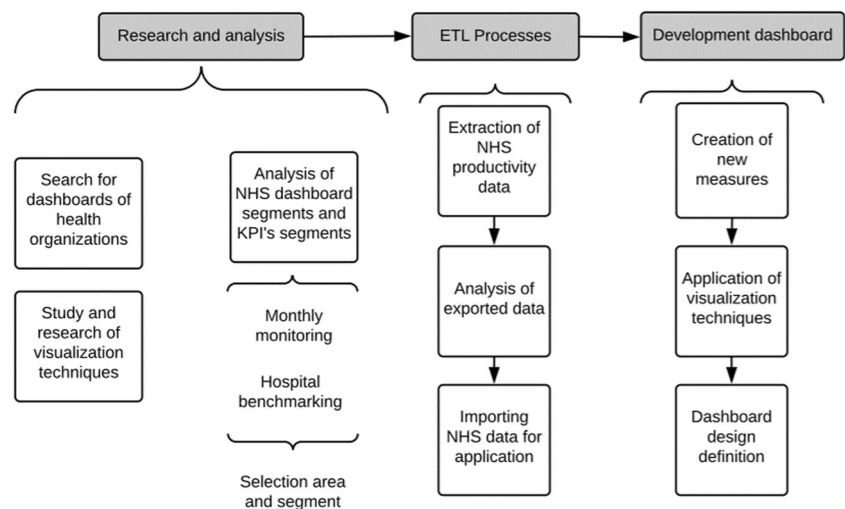 Research and analysis
ETL Processes
Development dashboard
Search for
dashboards of
health
organizations
Study and
research of
visualization
techniques
Analysis of
NHS dashboard
segments and
KPI's segments
Monthly
monitoring
Hospital
benchmarking
Selection area
and segment
Extraction of
NHS
productivity
data
Analysis of
exported data
Importing
NHS data for
application
Creation of
new
measures
Application of
visualization
techniques
Dashboard
design
definition